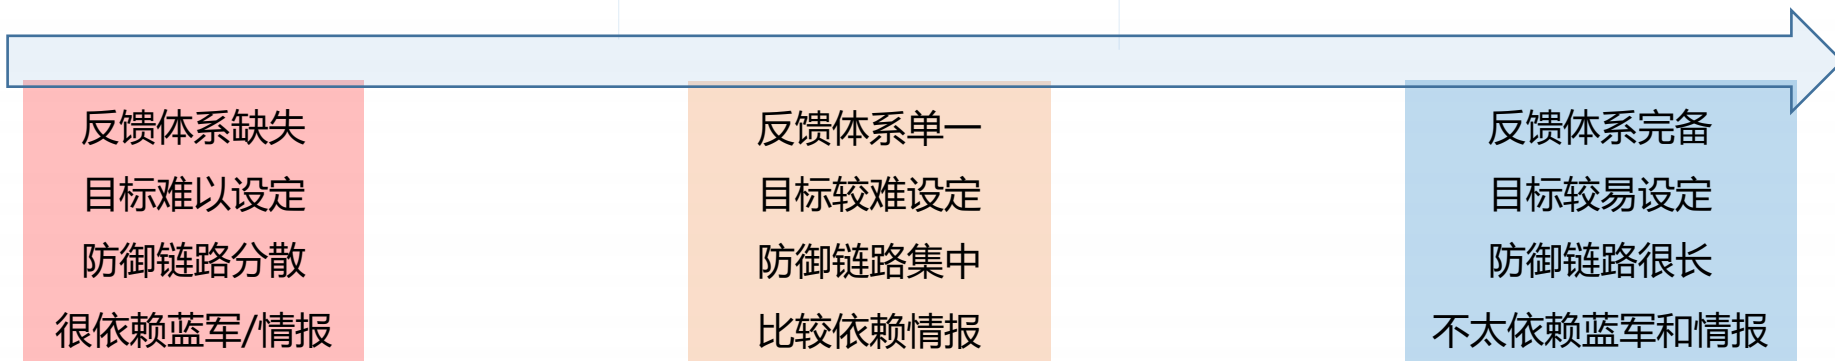 反馈体系缺失
目标难以设定
防御链路分散
很依赖蓝军/情报
反馈体系单一
目标较难设定
防御链路集中
比较依赖情报
反馈体系完备
目标较易设定
防御链路很长
不太依赖蓝军和情报